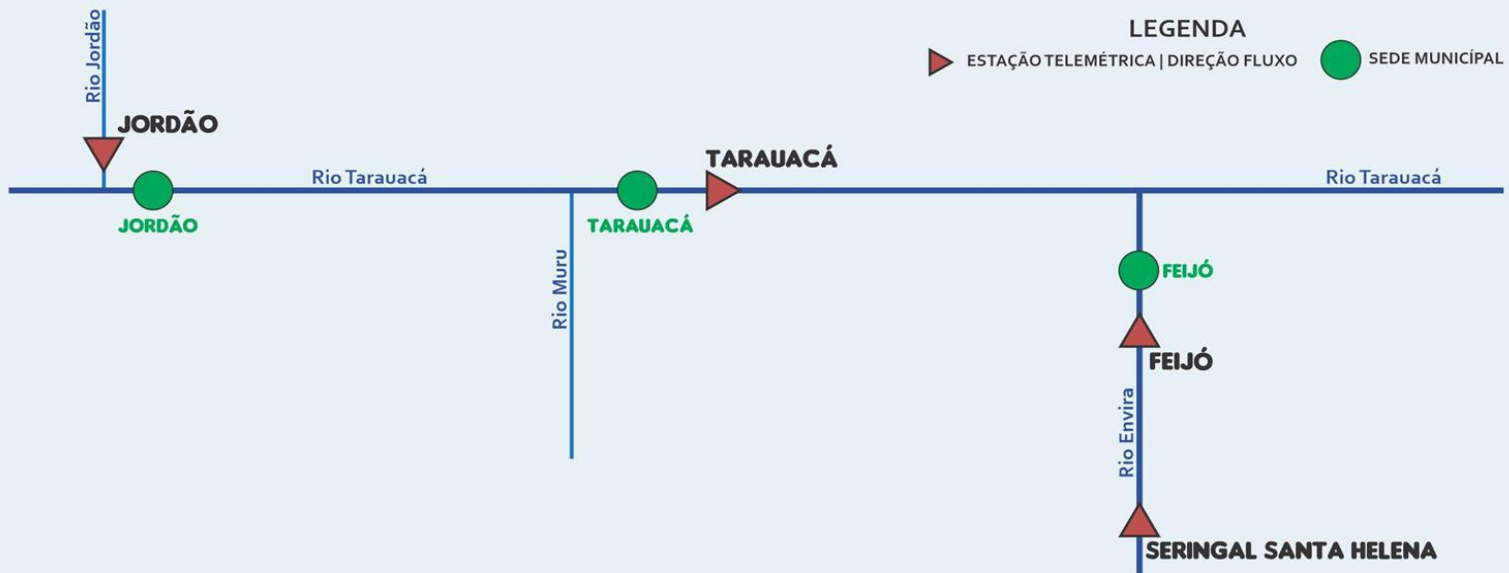 LEGENDA
ESTAÇÃO TELEMÉTRICA | DIREÇÃO FLUXO
SEDE MUNICÍPAL
Rio Jordão
JORDÃO
TARAUACÁ
Rio Tarauacá
Rio Tarauacá
JORDÃO
TARAUACÁ
Rio Muru
FEIJÓ
FEIJÓ
Rio Envira
SERINGAL SANTA HELENA